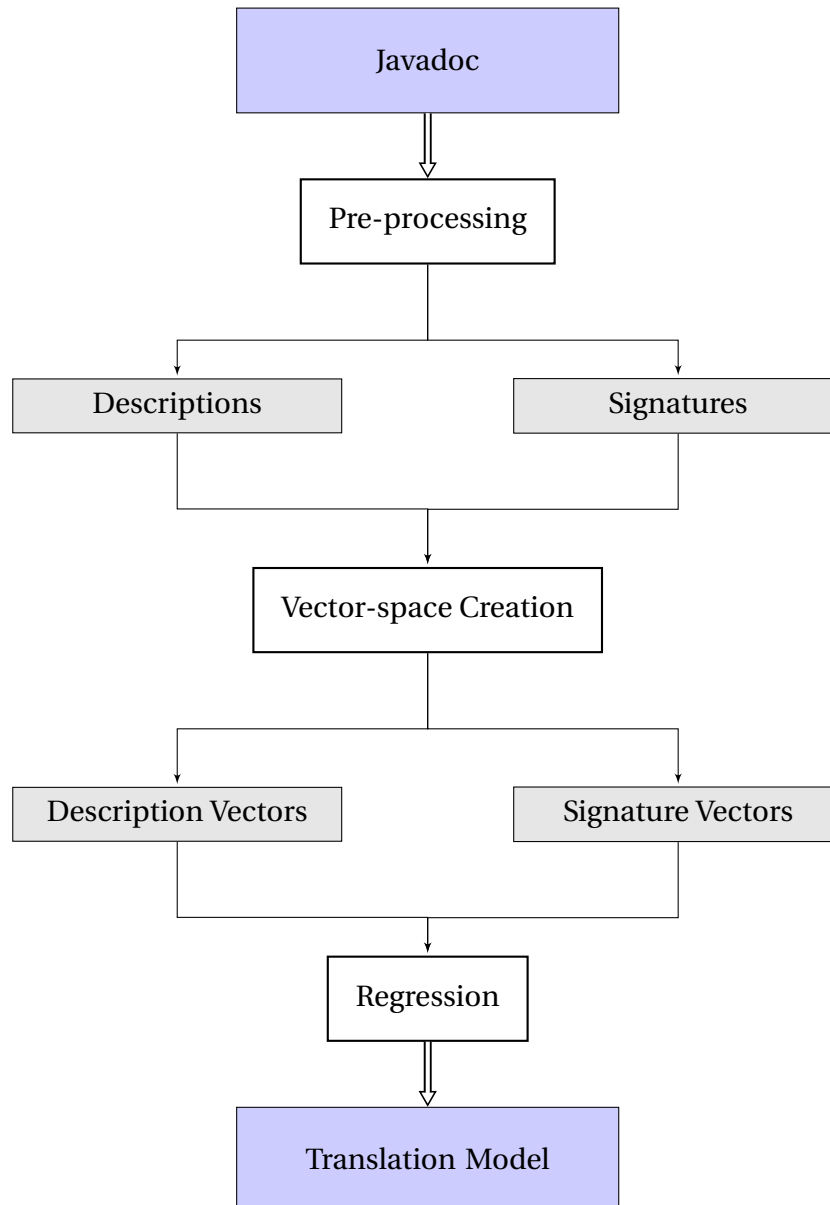 Javadoc
Pre-processing
Descriptions
Signatures
Vector-space Creation
Description Vectors
Signature Vectors
Regression
Translation Model